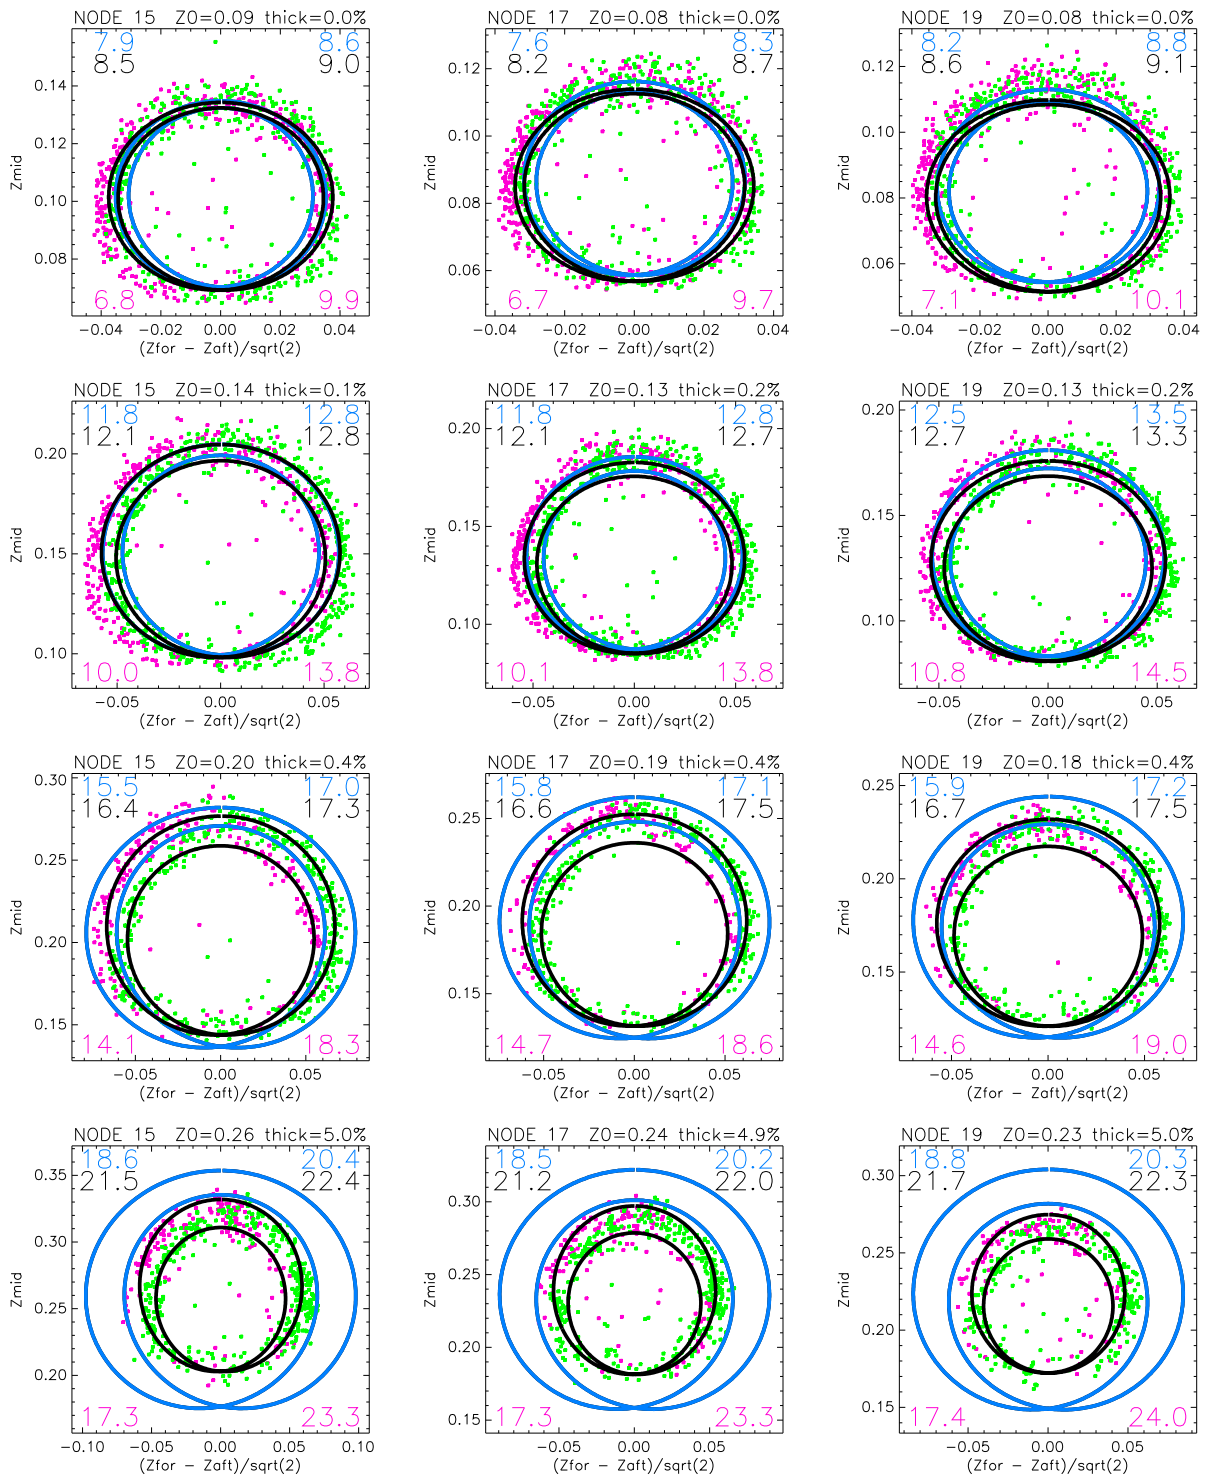 NODE 15 Z0=0.09 thick=0.0%
NODE 17 Z0=0.08 thick=0.0%
NODE 19 Z0=0.08 thick=0.0%
7.9 8.6
8.5 9.0
7.6 8.3
8.2 8.7
8.2 8.8
8.6 9.1
0.14
0.12
0.10
0.08
Zmid
0.12
0.10
0.08
0.06
Zmid
0.12
0.10
0.08
0.06
Zmid
6.8 9.9
6.7 9.7
7.1 10.1
−0.04 −0.02 0.00 0.02 0.04
−0.04 −0.02 0.00 0.02 0.04
−0.04 −0.02 0.00 0.02 0.04
(Zfor − Zaft)/sqrt(2)
(Zfor − Zaft)/sqrt(2)
(Zfor − Zaft)/sqrt(2)
NODE 15 Z0=0.14 thick=0.1%
NODE 17 Z0=0.13 thick=0.2%
NODE 19 Z0=0.13 thick=0.2%
11.8 12.8
12.1 12.8
11.8 12.8
12.1 12.7
12.5 13.5
12.7 13.3
0.20
0.15
0.10
Zmid
0.20
0.15
0.10
Zmid
0.20
0.15
0.10
Zmid
10.0 13.8
10.1 13.8
10.8 14.5
−0.05 0.00 0.05
−0.05 0.00 0.05
−0.05 0.00 0.05
(Zfor − Zaft)/sqrt(2)
(Zfor − Zaft)/sqrt(2)
(Zfor − Zaft)/sqrt(2)
NODE 15 Z0=0.20 thick=0.4%
NODE 17 Z0=0.19 thick=0.4%
NODE 19 Z0=0.18 thick=0.4%
15.5 17.0
16.4 17.3
15.8 17.1
16.6 17.5
15.9 17.2
16.7 17.5
0.30
0.25
0.20
0.15
Zmid
0.25
0.20
0.15
Zmid
0.25
0.20
0.15
Zmid
14.1 18.3
14.7 18.6
14.6 19.0
−0.05 0.00 0.05
−0.05 0.00 0.05
−0.05 0.00 0.05
(Zfor − Zaft)/sqrt(2)
(Zfor − Zaft)/sqrt(2)
(Zfor − Zaft)/sqrt(2)
NODE 15 Z0=0.26 thick=5.0%
NODE 17 Z0=0.24 thick=4.9%
NODE 19 Z0=0.23 thick=5.0%
18.6 20.4
21.5 22.4
18.5 20.2
21.2 22.0
18.8 20.3
21.7 22.3
0.35
0.30
0.25
0.20
Zmid
0.30
0.25
0.20
0.15
Zmid
0.30
0.25
0.20
0.15
Zmid
17.3 23.3
17.3 23.3
17.4 24.0
−0.10 −0.05 0.00 0.05 0.10
−0.05 0.00 0.05
−0.05 0.00 0.05
(Zfor − Zaft)/sqrt(2)
(Zfor − Zaft)/sqrt(2)
(Zfor − Zaft)/sqrt(2)